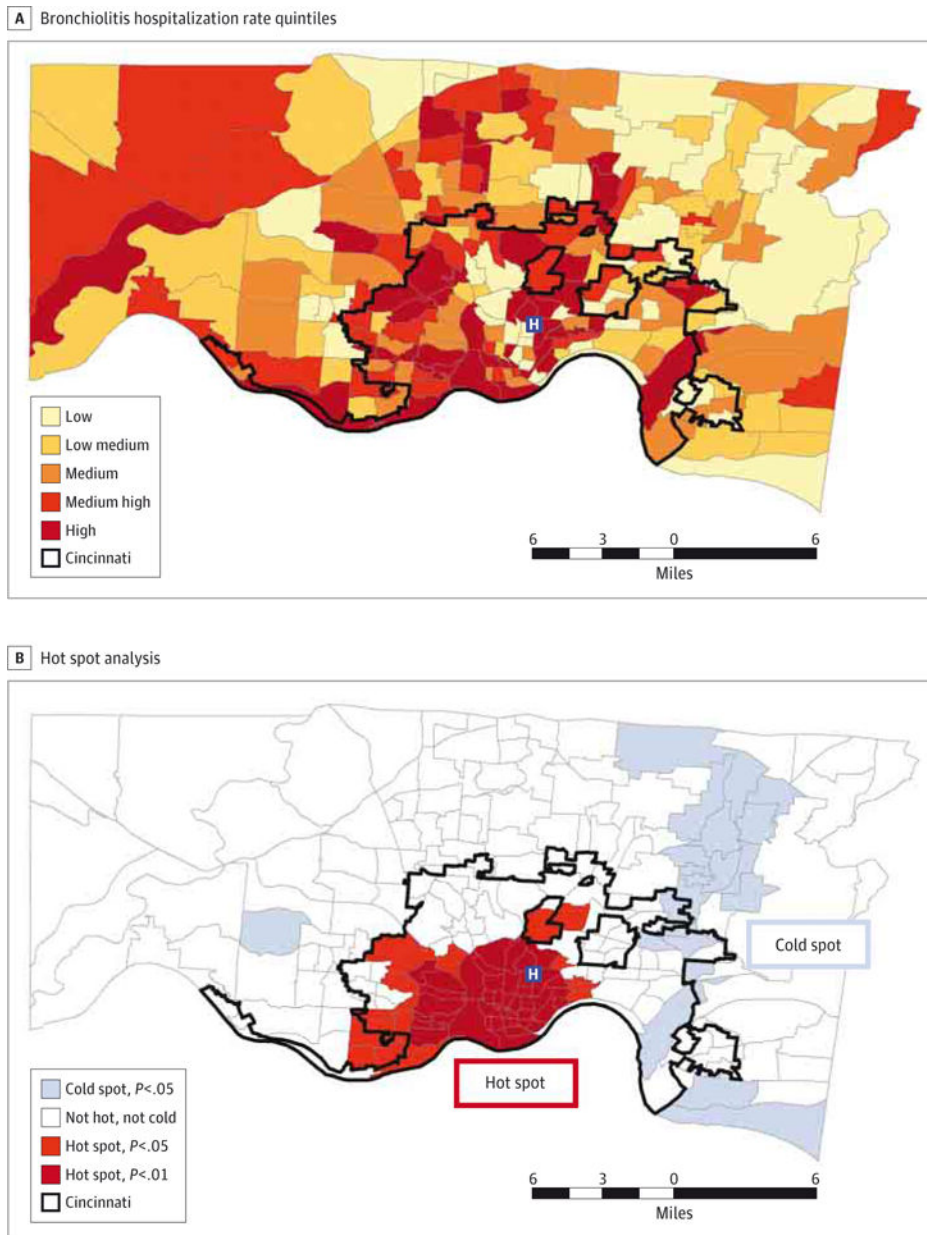 A Bronchiolitis hospitalization rate quintiles
H
Low
Low medium
Medium
Medium high
High
Cincinnati
6 3 0 6
Miles
B Hot spot analysis
Cold spot
H
Hot spot
Cold spot, P<.05
Not hot, not cold
Hot spot, P<.05
Hot spot, P<.01
Cincinnati
6 3 0 6
Miles